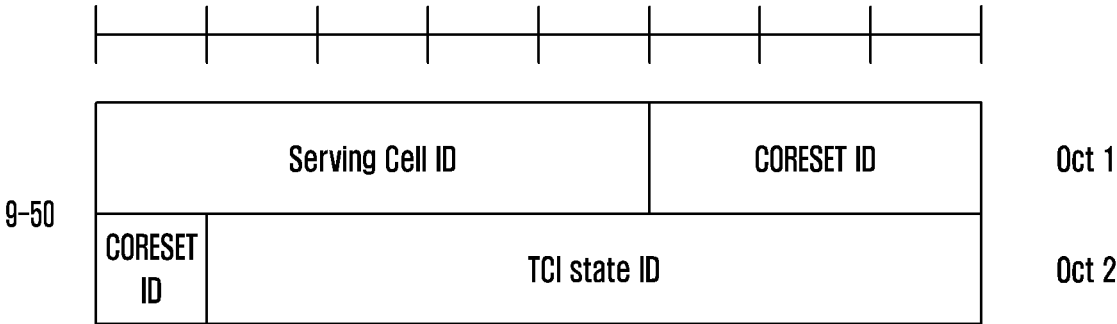 Serving Cell ID CORESET ID Oct 1
9-50
CORESET ID TCI state ID Oct 2